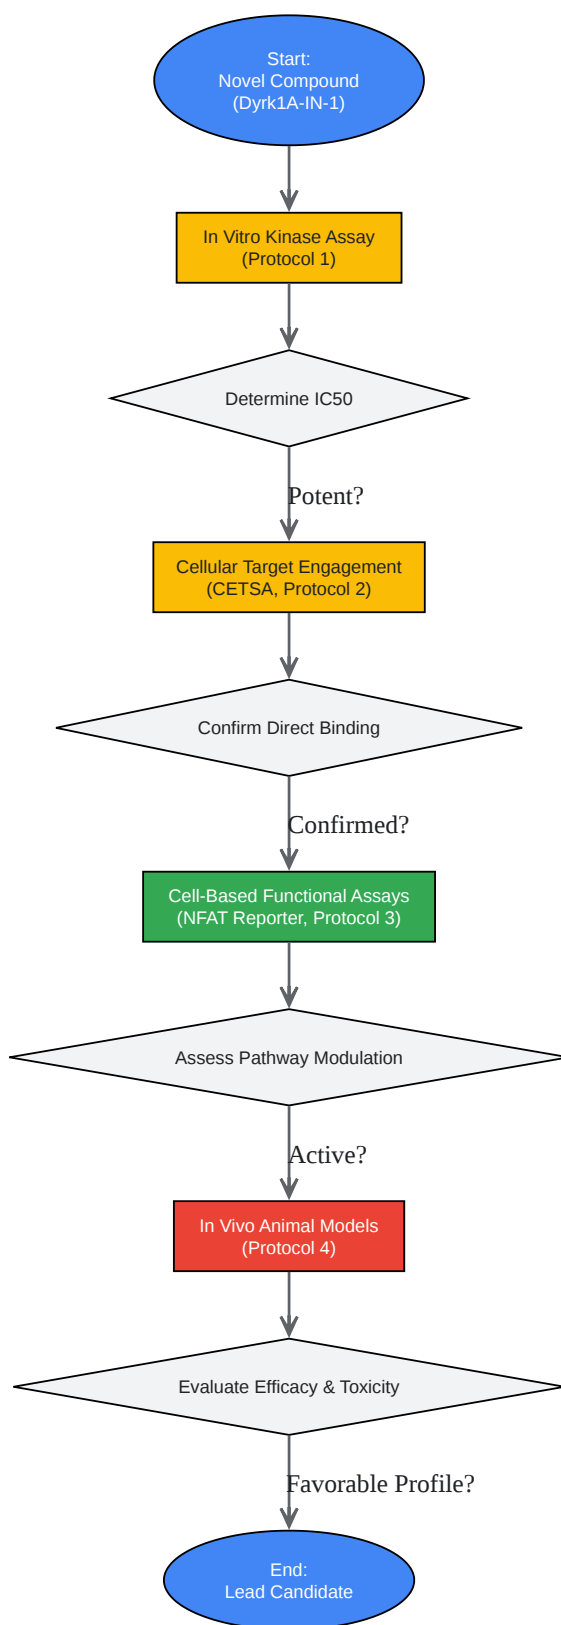 Start:
Novel Compound
(Dyrk1A-IN-1)
In Vitro Kinase Assay
(Protocol 1)
Determine IC50
Potent?
Cellular Target Engagement
(CETSA, Protocol 2)
Confirm Direct Binding
Confirmed?
Cell-Based Functional Assays
(NFAT Reporter, Protocol 3)
Assess Pathway Modulation
Active?
In Vivo Animal Models
(Protocol 4)
Evaluate Efficacy & Toxicity
Favorable Profile?
End:
Lead Candidate